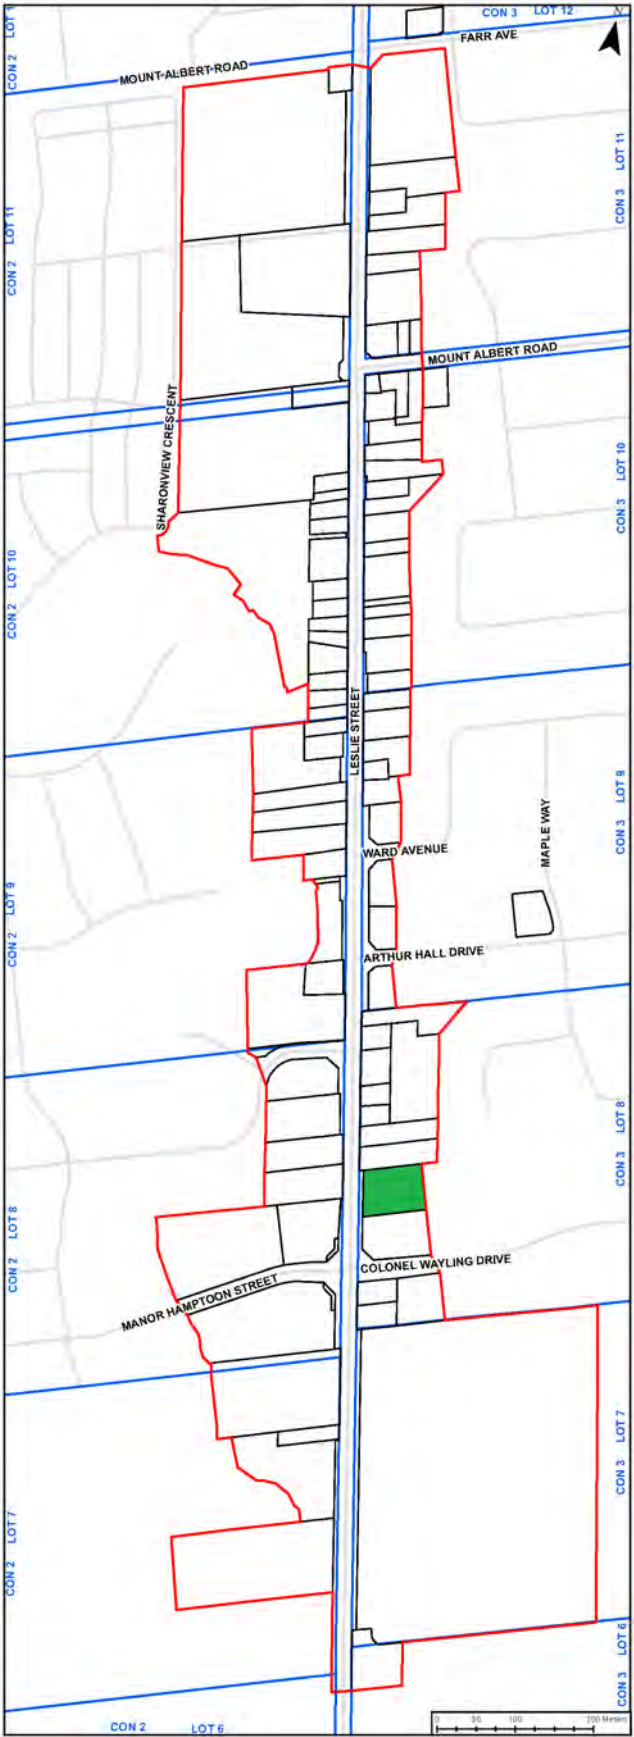 CON 3 LOT 12
N
CON 2 LOT 1
FARR AVE
MOUNT-ALBERT-ROAD
CON 3 LOT 11
CON 2 LOT 11
MOUNT ALBERT ROAD
SHARONVIEW CRESCENT
CON 3 LOT 10
CON 2 LOT 10
LESLIE STREET
CON 3 LOT 9
MAPLE WAY
WARD AVENUE
CON 2 LOT 9
ARTHUR HALL DRIVE
CON 3 LOT 8
CON 2 LOT 8
COLONEL WAYLING DRIVE
MANOR HAMPTOON STREET
CON 3 LOT 7
CON 2 LOT 7
CON 3 LOT 6
CON 2 LOT 6
0 50 100 200 Meters